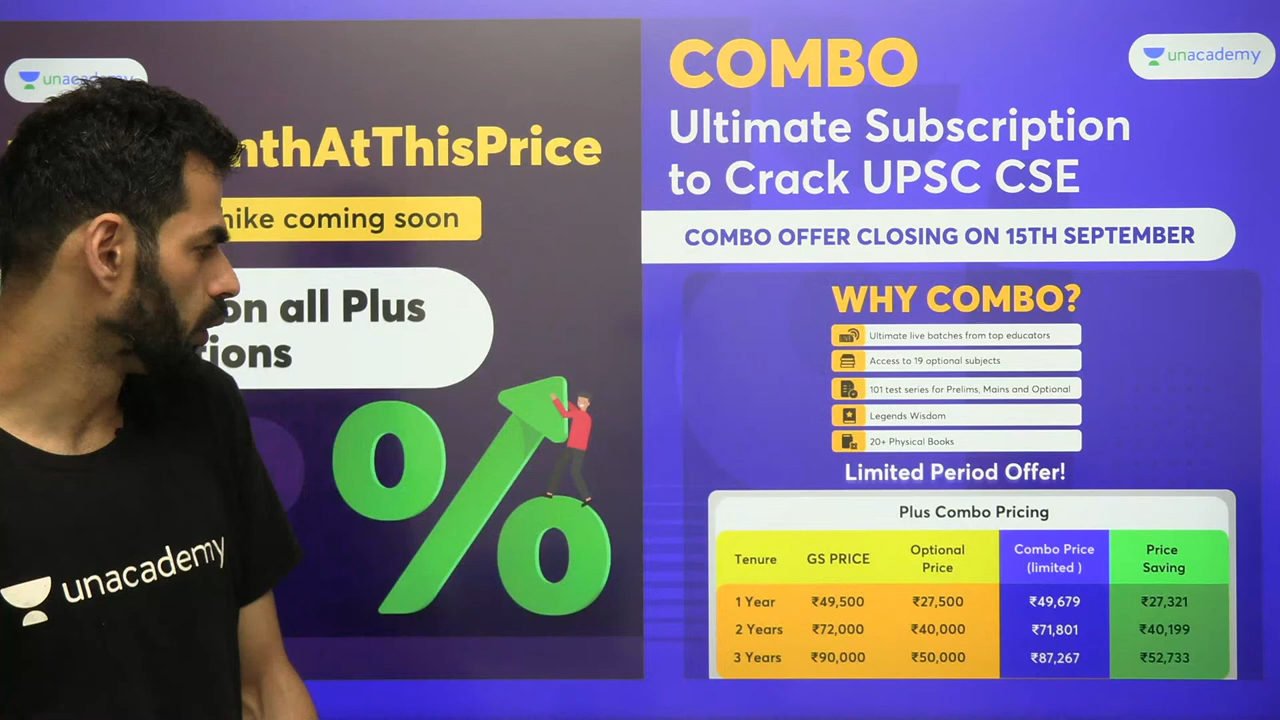 unacademy
nthAtThisPrice
hike coming soon
on all Plus
tions
unacademy
COMBO
unacademy
Ultimate Subscription
to Crack UPSC CSE
COMBO OFFER CLOSING ON 15TH SEPTEMBER
WHY COMBO?
Ultimate live batches from top educators
Access to 19 optional subjects
101 test series for Prelims, Mains and Optional
Legends Wisdom
20+ Physical Books
Limited Period Offer!
Plus Combo Pricing
Tenure GS PRICE Optional Price Combo Price (limited ) Price Saving
1 Year ₹49,500 ₹27,500 ₹49,679 ₹27,321
2 Years ₹72,000 ₹40,000 ₹71,801 ₹40,199
3 Years ₹90,000 ₹50,000 ₹87,267 ₹52,733